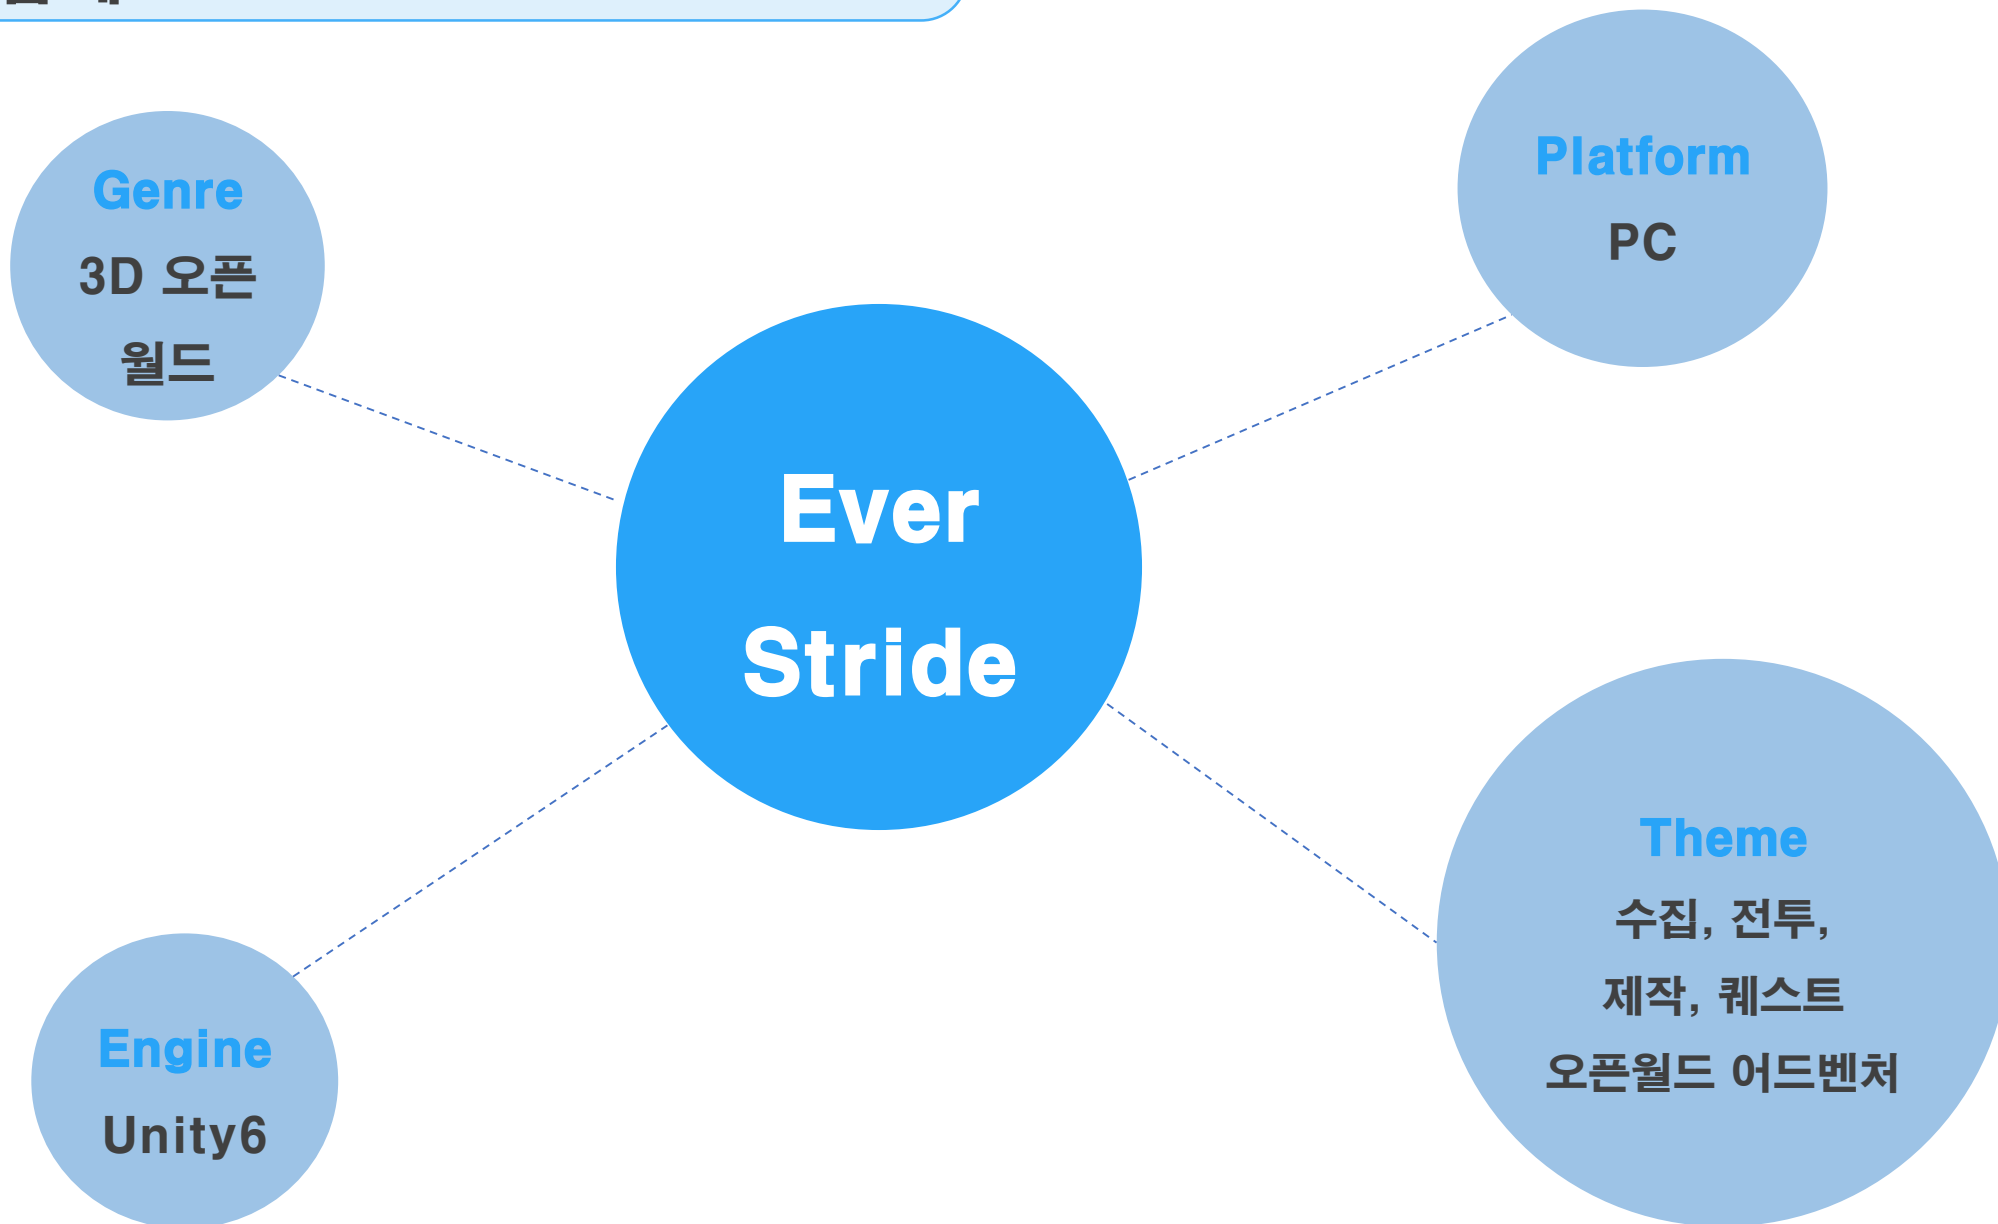 Genre
3D 오픈
월드
Platform
PC
Ever
Stride
Engine
Unity6
Theme
수집, 전투,
제작, 퀘스트
오픈월드 어드벤쳐